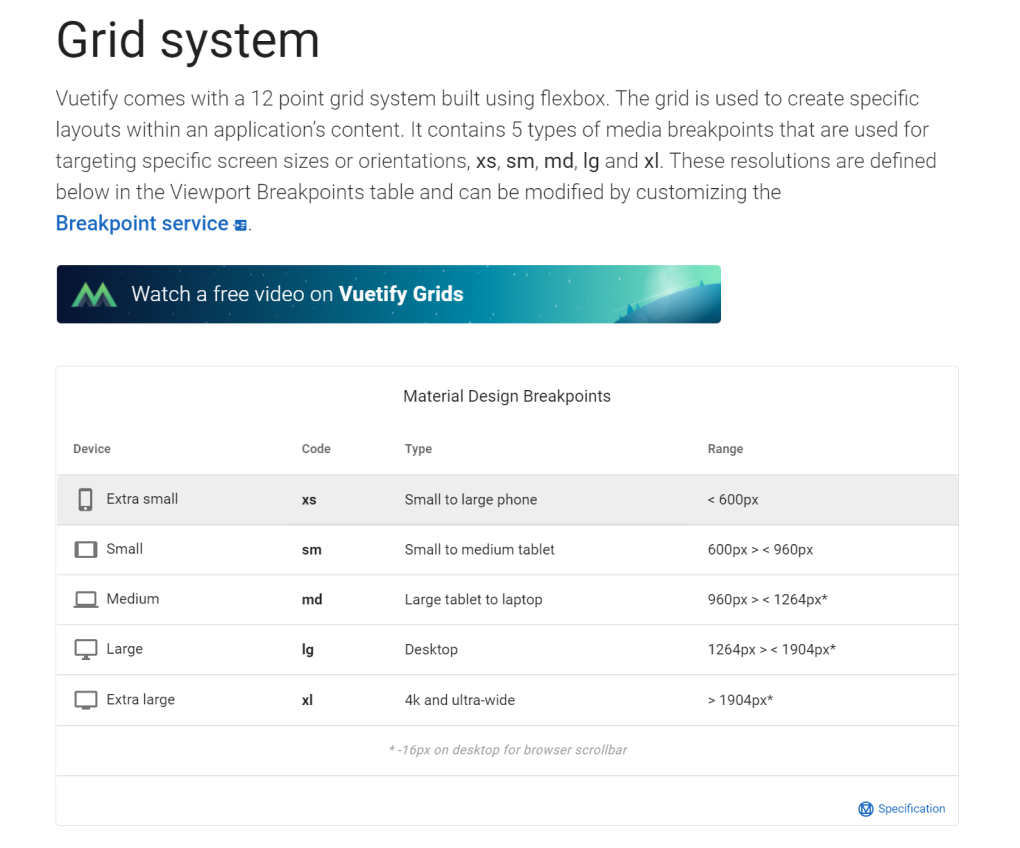 Grid system
Vuetify comes with a 12 point grid system built using flexbox. The grid is used to create specific
layouts within an application's content. It contains 5 types of media breakpoints that are used for
targeting specific screen sizes or orientations, xs, sm, md, lg and xl. These resolutions are defined
below in the Viewport Breakpoints table and can be modified by customizing the
Breakpoint service.
Watch a free video on Vuetify Grids
Material Design Breakpoints
Device Code Type Range
Extra small xs Small to large phone < 600px
Small sm Small to medium tablet 600px > < 960px
Medium md Large tablet to laptop 960px > < 1264px*
Large lg Desktop 1264px > < 1904px*
Extra large xl 4k and ultra-wide > 1904px*
* -16px on desktop for browser scrollbar
Specification